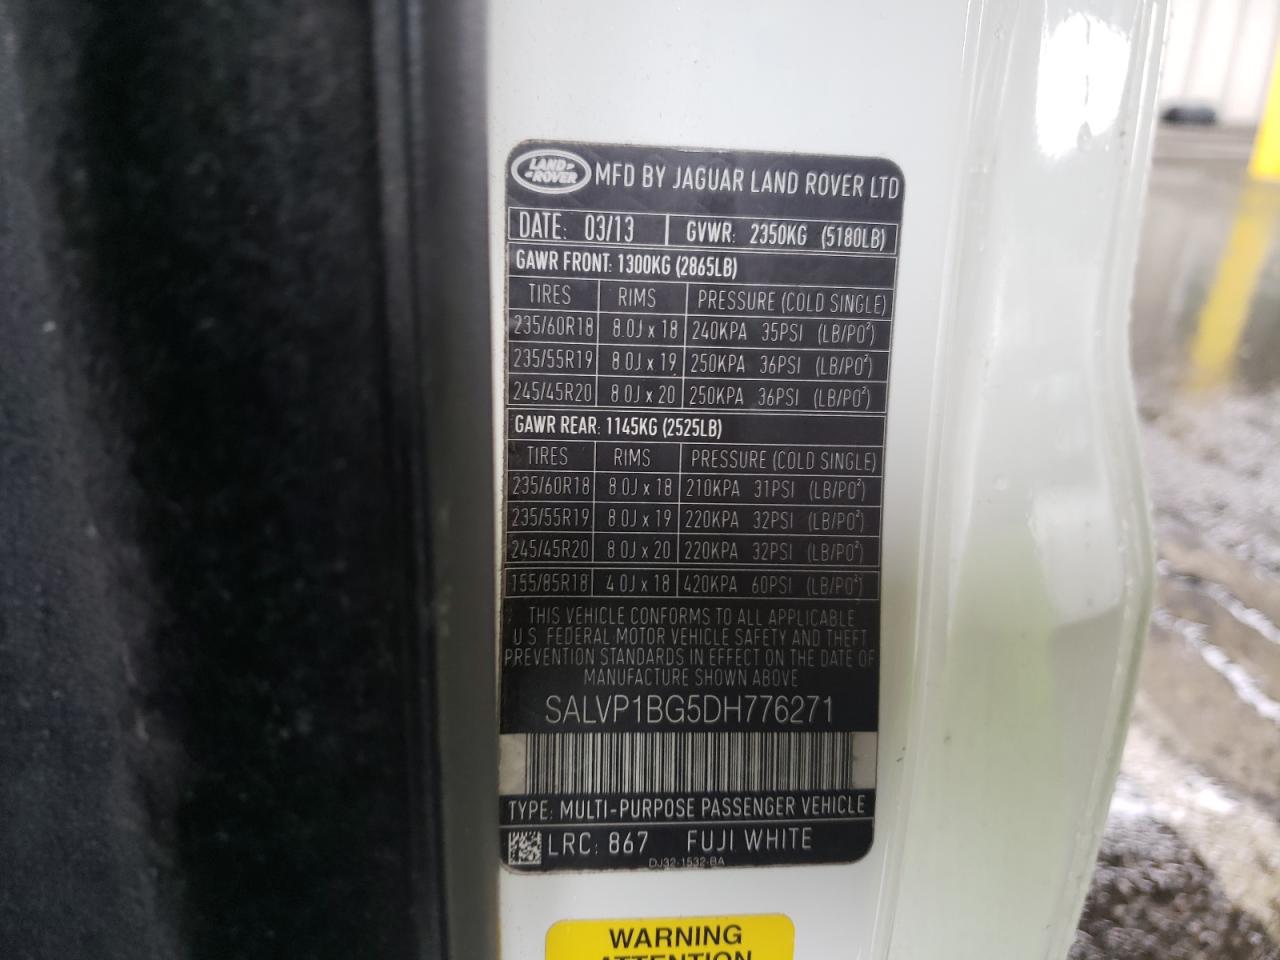 LAND ROVER MFD BY JAGUAR LAND ROVER LTD
DATE: 03/13 GVWR: 2350KG (5180LB)
GAWR FRONT: 1300KG (2865LB)
TIRES RIMS PRESSURE (COLD SINGLE)
235/60R18 8.0J x 18 240KPA 35PSI (LB/PO²)
235/55R19 8.0J x 19 250KPA 36PSI (LB/PO²)
245/45R20 8.0J x 20 250KPA 36PSI (LB/PO²)
GAWR REAR: 1145KG (2525LB)
TIRES RIMS PRESSURE (COLD SINGLE)
235/60R18 8.0J x 18 210KPA 31PSI (LB/PO²)
235/55R19 8.0J x 19 220KPA 32PSI (LB/PO²)
245/45R20 8.0J x 20 220KPA 32PSI (LB/PO²)
155/85R18 4.0J x 18 420KPA 60PSI (LB/PO²)
THIS VEHICLE CONFORMS TO ALL APPLICABLE
U.S. FEDERAL MOTOR VEHICLE SAFETY AND THEFT
PREVENTION STANDARDS IN EFFECT ON THE DATE OF
MANUFACTURE SHOWN ABOVE
SALVP1BG5DH776271
TYPE: MULTI-PURPOSE PASSENGER VEHICLE
LRC: 867 FUJI WHITE
DJ32-1532-BA
WARNING
ATTENTION